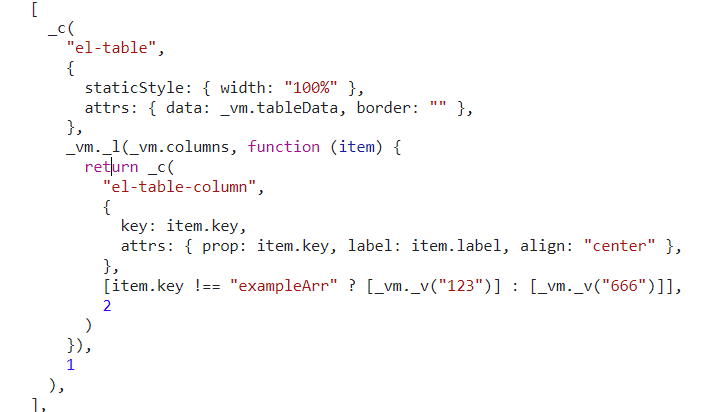 [
_c(
"el-table",
{
staticStyle: { width: "100%" },
attrs: { data: _vm.tableData, border: "" },
},
_vm._l(_vm.columns, function (item) {
return _c(
"el-table-column",
{
key: item.key,
attrs: { prop: item.key, label: item.label, align: "center" },
},
[item.key !== "exampleArr" ? [_vm._v("123")] : [_vm._v("666")]],
2
)
}),
1
),
],